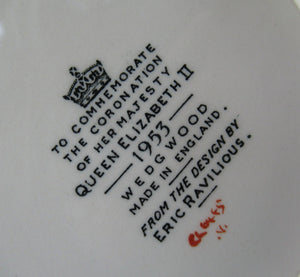 TO COMMEMORATE
THE CORONATION
OF HER MAJESTY
QUEEN ELIZABETH II
1953
WEDGWOOD
MADE IN ENGLAND.
FROM THE DESIGN BY
ERIC RAVILIOUS.